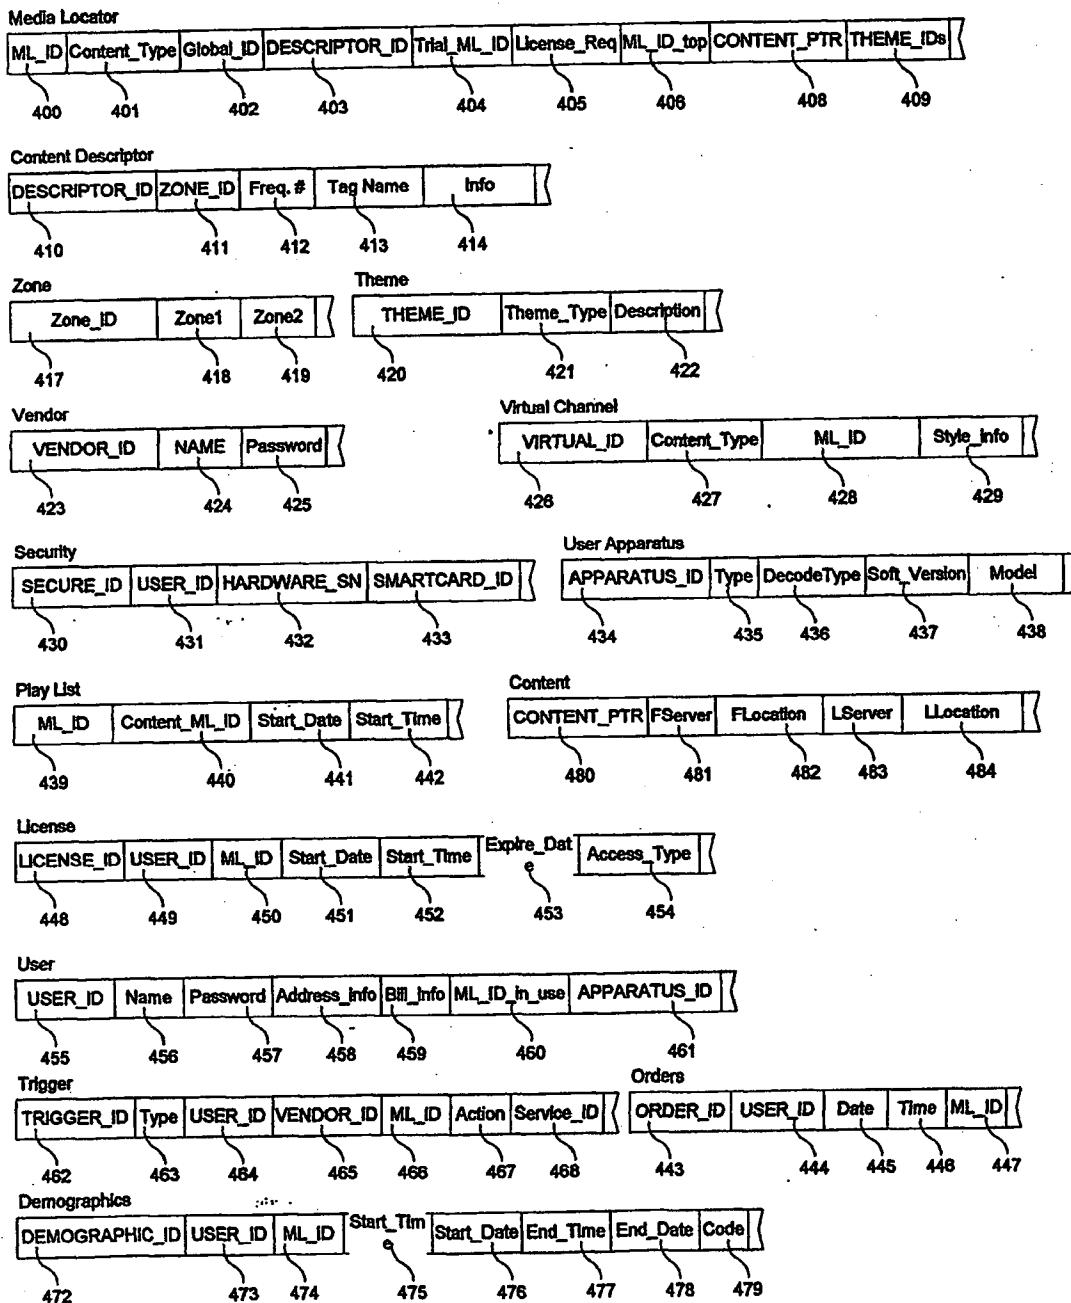 Media Locator
ML_ID Content_Type Global_ID DESCRIPTOR_ID Trial_ML_ID License_Req ML_ID_top CONTENT_PTR THEME_IDs
400 401 402 403 404 405 406 408 409
Content Descriptor
DESCRIPTOR_ID ZONE_ID Freq. # Tag Name Info
410 411 412 413 414
Zone Theme
Zone_ID Zone1 Zone2 THEME_ID Theme_Type Description
417 418 419 420 421 422
Vendor Virtual Channel
VENDOR_ID NAME Password VIRTUAL_ID Content_Type ML_ID Style_info
423 424 425 426 427 428 429
Security User Apparatus
SECURE_ID USER_ID HARDWARE_SN SMARTCARD_ID APPARATUS_ID Type DecodeType Soft_Version Model
430 431 432 433 434 435 436 437 438
Play List Content
ML_ID Content_ML_ID Start_Date Start_Time CONTENT_PTR FServer FLocation LServer LLocation
439 440 441 442 480 481 482 483 484
License
LICENSE_ID USER_ID ML_ID Start_Date Start_Time Expire_Dat Access_Type
e
448 449 450 451 452 453 454
User
USER_ID Name Password Address_info Bill_info ML_ID_in_use APPARATUS_ID
455 456 457 458 459 460 461
Trigger Orders
TRIGGER_ID Type USER_ID VENDOR_ID ML_ID Action Service_ID ORDER_ID USER_ID Date Time ML_ID
462 463 464 465 466 467 468 443 444 445 446 447
Demographics
DEMOGRAPHIC_ID USER_ID ML_ID Start_Tim Start_Date End_Time End_Date Code
e
472 473 474 475 476 477 478 479